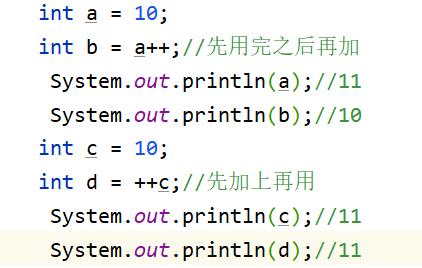 int a = 10;
int b = a++;//先用完之后再加
System.out.println(a);//11
System.out.println(b);//10
int c = 10;
int d = ++c;//先加上再用
System.out.println(c);//11
System.out.println(d);//11